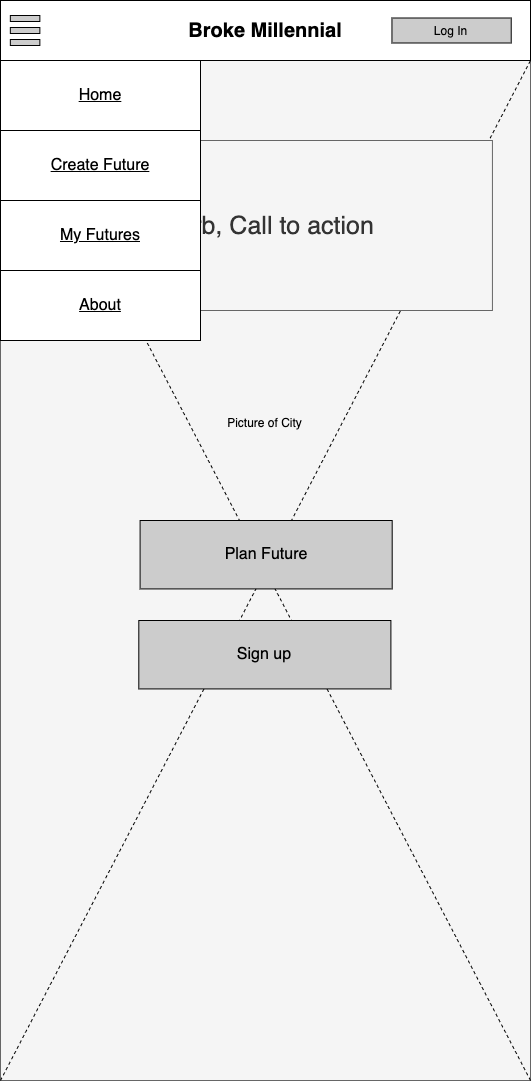 Broke Millennial
Log In
Home
Create Future
My Futures
b, Call to action
About
Picture of City
Plan Future
Sign up